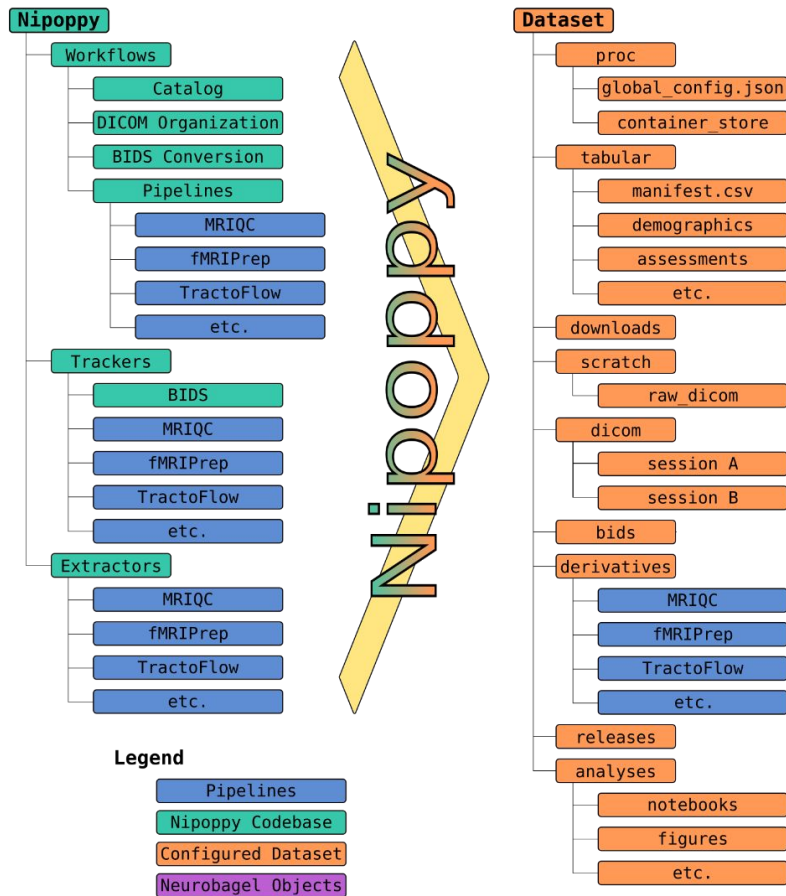 Nipoppy
Workflows
Catalog
DICOM Organization
BIDS Conversion
Pipelines
MRIQC
fMRIPrep
TractoFlow
etc.
Trackers
BIDS
MRIQC
fMRIPrep
TractoFlow
etc.
Extractors
MRIQC
fMRIPrep
TractoFlow
etc.
Nipoppy
Dataset
proc
global_config.json
container_store
tabular
manifest.csv
demographics
assessments
etc.
downloads
scratch
raw_dicom
dicom
session A
session B
bids
derivatives
MRIQC
fMRIPrep
TractoFlow
etc.
releases
analyses
notebooks
figures
etc.
Legend
Pipelines
Nipoppy Codebase
Configured Dataset
Neurobagel Objects